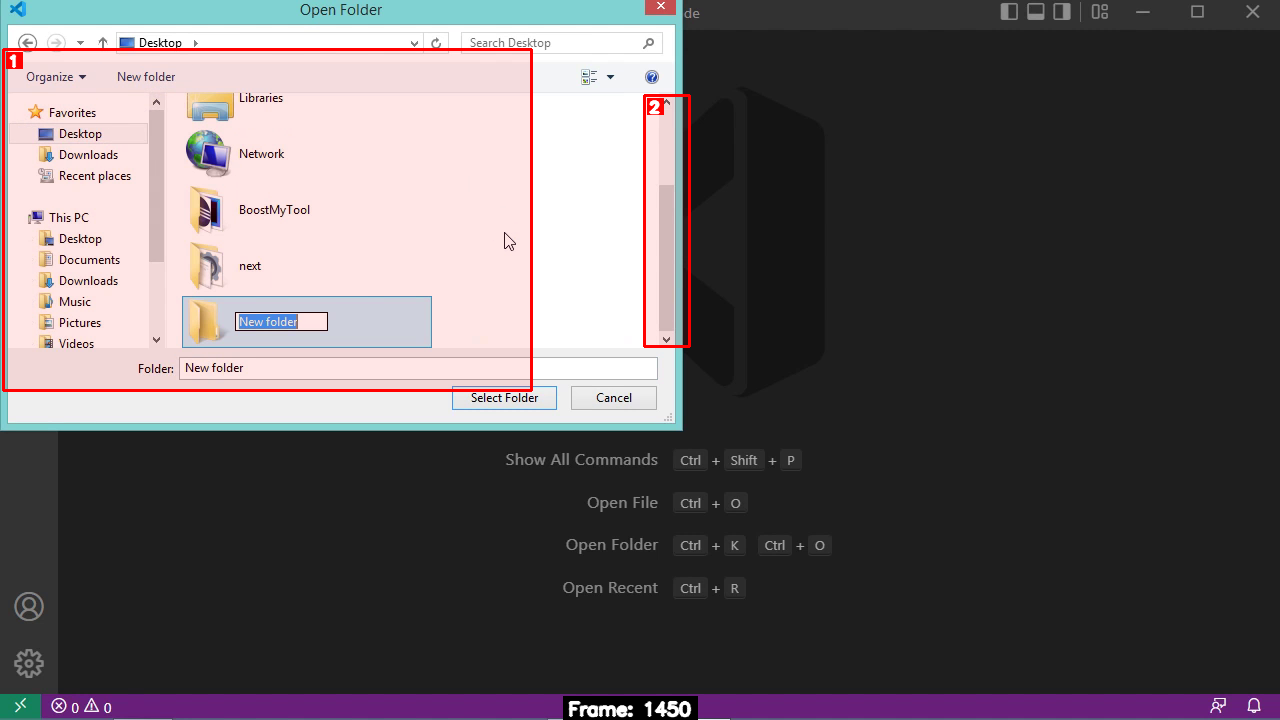 Open Folder
de
Desktop
Search Desktop
1
Organize
New folder
2
Libraries
Favorites
Desktop
Network
Downloads
Recent places
BoostMyTool
This PC
Desktop
Documents
next
Downloads
Music
Pictures
New folder
Videos
Folder:
New folder
Select Folder
Cancel
Show All Commands Ctrl + Shift + P
Open File Ctrl + O
Open Folder Ctrl + K Ctrl + O
Open Recent Ctrl + R
0 0
Frame: 1450